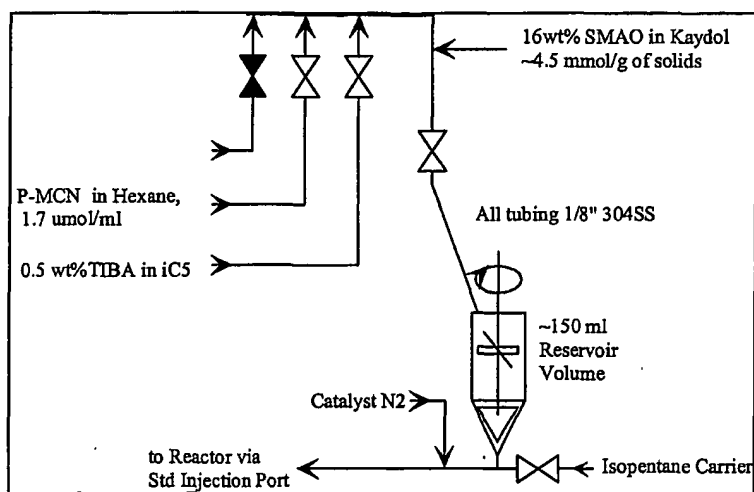 16wt% SMAO in Kaydol
~4.5 mmol/g of solids
P-MCN in Hexane,
1.7 umol/ml
All tubing 1/8" 304SS
0.5 wt%TIBA in iC5
~150 ml
Reservoir
Volume
Catalyst N2
to Reactor via
Std Injection Port
Isopentane Carrier